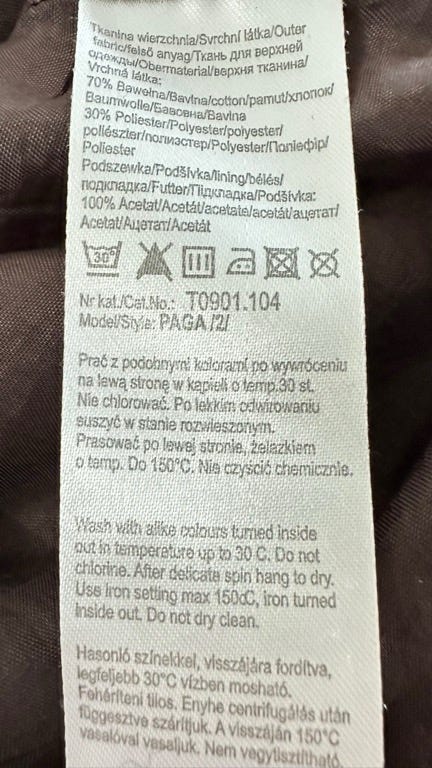 Tkanina wierzchnia/Svrchní látka/Outer
fabric/felső anyag/Ткань для верхней
одежды/Obermaterial/верхня тканина/
Vrchná látka:
70% Bawełna/Bavlna/cotton/pamut/хлопок/
Baumwolle/Бавовна/Bavlna
30% Poliester/Polyester/polyester/
poliészter/полиэстер/Polyester/Поліефір/
Poliester
Podszewka/Podšívka/lining/bélés/
подкладка/Futter/Підкладка/Podšívka:
100% Acetat/Acetát/acetate/acetát/ацетат/
Acetat/Ацетат/Acetát
30°
Nr kat./Cat.No.: T0901.104
Model/Style: PAGA /2/
Prać z podobnymi kolorami po wywróceniu
na lewą stronę w kąpieli o temp.30 st.
Nie chlorować. Po lekkim odwirowaniu
suszyć w stanie rozwieszonym.
Prasować po lewej stronie, żelazkiem
o temp. Do 150°C. Nie czyścić chemicznie.
Wash with alike colours turned inside
out in temperature up to 30 C. Do not
chlorine. After delicate spin hang to dry.
Use iron setting max 150dC, iron turned
inside out. Do not dry clean.
Hasonló színekkel, visszájára fordítva,
legfeljebb 30°C vízben mosható.
Fehéríteni tilos. Enyhe centrifugálás után
függesztve szárítjuk. A visszáján 150°C
vasalóval vasaljuk. Nem vegytisztítható.